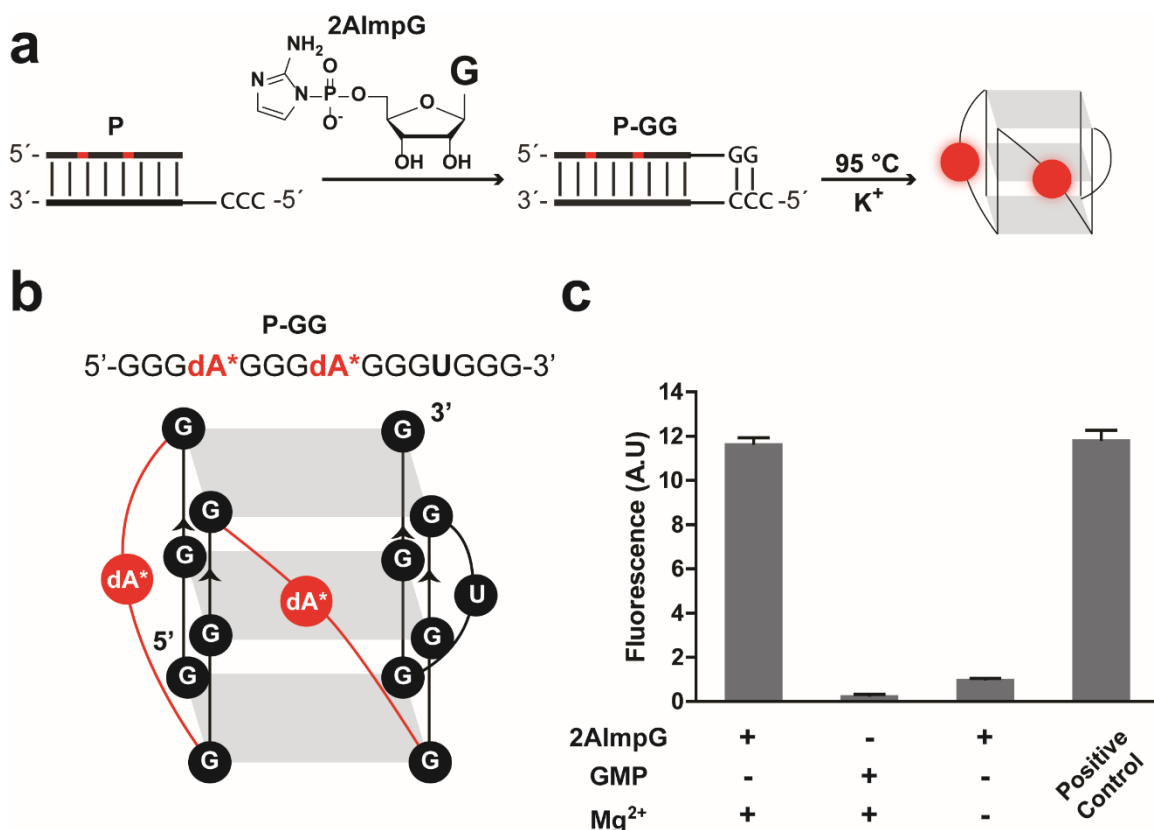 a
2AImpG
NH2
N
N
O
P
O-
O
O
G
OH
OH
P
5´-
3´-
CCC -5´
P-GG
5´-
GG
3´-
CCC -5´
95 °C
K+
b
P-GG
5'-GGGdA*GGGdA*GGGUGGG-3'
3'
G
G
G
G
G
G
dA*
dA*
U
5'
G
G
G
G
G
G
c
Fluorescence (A.U)
14
12
10
8
6
4
2
0
2AImpG + - +
GMP - + -
Mg2+ + + -
Positive Control